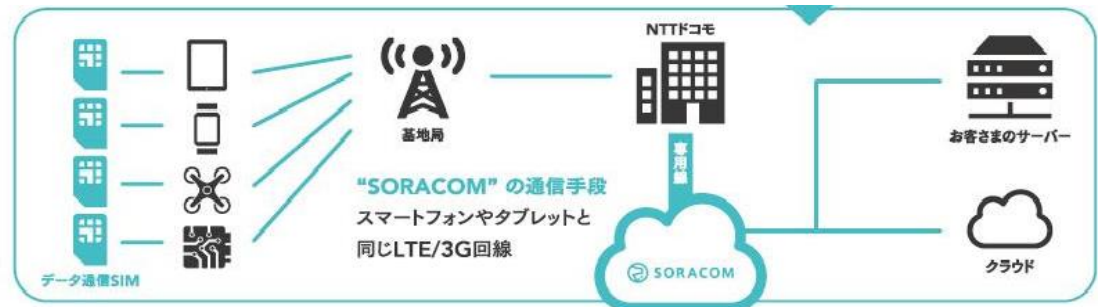 NTTドコモ
基地局
お客さまのサーバー
専用線
"SORACOM" の通信手段
スマートフォンやタブレットと
同じLTE/3G回線
SORACOM
クラウド
データ通信SIM